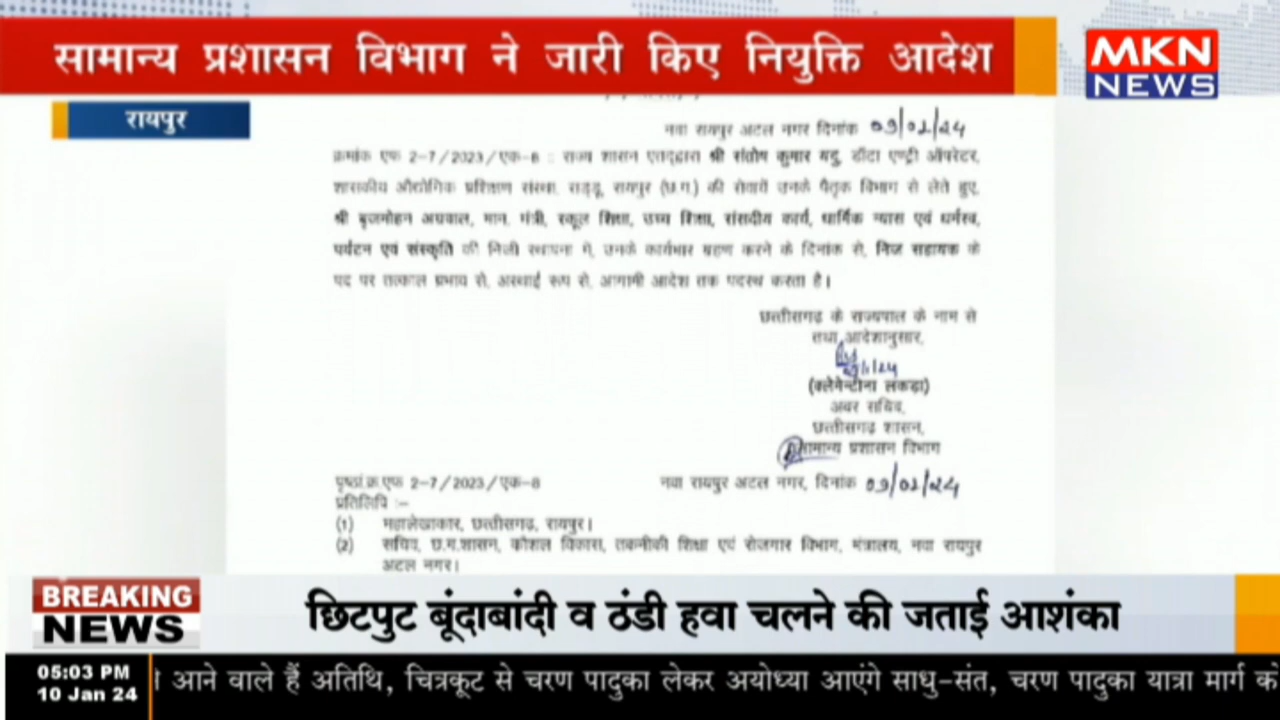 सामान्य प्रशासन विभाग ने जारी किए नियुक्ति आदेश
MKN
NEWS
रायपुर
नवा रायपुर अटल नगर दिनांक 09/01/24
क्रमांक एफ 2-7/2023/एक-8 : राज्य शासन एतद्द्वारा श्री संतोष कुमार यदु, डाटा एण्ट्री ऑपरेटर,
शासकीय औद्योगिक प्रशिक्षण संस्था, सड्डू, रायपुर (छ.ग.) की सेवायें उनके पैतृक विभाग से लेते हुए,
श्री बृजमोहन अग्रवाल, मान. मंत्री, स्कूल शिक्षा, उच्च शिक्षा, संसदीय कार्य, धार्मिक न्यास एवं धर्मस्व,
पर्यटन एवं संस्कृति की निजी स्थापना में, उनके कार्यभार ग्रहण करने के दिनांक से, निज सहायक के
पद पर तत्काल प्रभाव से, अस्थाई रूप से, आगामी आदेश तक पदस्थ करता है।
छत्तीसगढ़ के राज्यपाल के नाम से
तथा आदेशानुसार,
(क्लेमेन्टीना लकड़ा)
अवर सचिव,
छत्तीसगढ़ शासन,
सामान्य प्रशासन विभाग
पृष्ठां.क्र.एफ 2-7/2023/एक-8
नवा रायपुर अटल नगर, दिनांक 09/01/24
प्रतिलिपि :-
(1) महालेखाकार, छत्तीसगढ़, रायपुर।
(2) सचिव, छ.ग.शासन, कौशल विकास, तकनीकी शिक्षा एवं रोजगार विभाग, मंत्रालय, नवा रायपुर
अटल नगर।
BREAKING
NEWS
छिटपुट बूंदाबांदी व ठंडी हवा चलने की जताई आशंका
05:03 PM
10 Jan 24
आने वाले हैं अतिथि, चित्रकूट से चरण पादुका लेकर अयोध्या आएंगे साधु-संत, चरण पादुका यात्रा मार्ग के